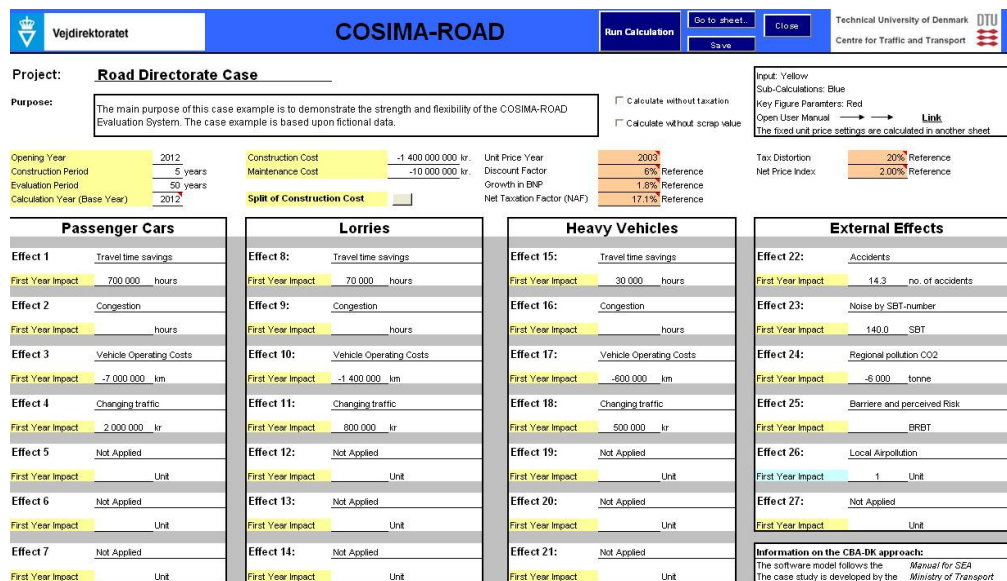 Vejdirektoratet
COSIMA-ROAD
Run Calculation
Go to sheet..
Save
Close
Technical University of Denmark DTU
Centre for Traffic and Transport
Project: Road Directorate Case
Purpose:
The main purpose of this case example is to demonstrate the strength and flexibility of the COSIMA-ROAD
Evaluation System. The case example is based upon fictional data.
Calculate without taxation
Calculate without scrap value
Input: Yellow
Sub-Calculations: Blue
Key Figure Paramters: Red
Open User Manual Link
The fixed unit price settings are calculated in another sheet
Opening Year 2012
Construction Period 5 years
Evaluation Period 50 years
Calculation Year (Base Year) 2012
Construction Cost -1 400 000 000 kr.
Maintenance Cost -10 000 000 kr.
Split of Construction Cost
Unit Price Year 2003
Discount Factor 6% Reference
Growth in BNP 1.8% Reference
Net Taxation Factor (NAF) 17.1% Reference
Tax Distortion 20% Reference
Net Price Index 2.00% Reference
Passenger Cars
Effect 1 Travel time savings
First Year Impact 700 000 hours
Effect 2 Congestion
First Year Impact hours
Effect 3 Vehicle Operating Costs
First Year Impact -7 000 000 km
Effect 4 Changing traffic
First Year Impact 2 000 000 kr
Effect 5 Not Applied
First Year Impact Unit
Effect 6 Not Applied
First Year Impact Unit
Effect 7 Not Applied
First Year Impact Unit
Lorries
Effect 8: Travel time savings
First Year Impact 70 000 hours
Effect 9: Congestion
First Year Impact hours
Effect 10: Vehicle Operating Costs
First Year Impact -1 400 000 km
Effect 11: Changing traffic
First Year Impact 800 000 kr
Effect 12: Not Applied
First Year Impact Unit
Effect 13: Not Applied
First Year Impact Unit
Effect 14: Not Applied
First Year Impact Unit
Heavy Vehicles
Effect 15: Travel time savings
First Year Impact 30 000 hours
Effect 16: Congestion
First Year Impact hours
Effect 17: Vehicle Operating Costs
First Year Impact -600 000 km
Effect 18: Changing traffic
First Year Impact 500 000 kr
Effect 19: Not Applied
First Year Impact Unit
Effect 20: Not Applied
First Year Impact Unit
Effect 21: Not Applied
First Year Impact Unit
External Effects
Effect 22: Accidents
First Year Impact 14.3 no. of accidents
Effect 23: Noise by SBT-number
First Year Impact 140.0 SBT
Effect 24: Regional pollution CO2
First Year Impact -6 000 tonne
Effect 25: Barriere and perceived Risk
First Year Impact BRBT
Effect 26: Local Airpollution
First Year Impact 1 Unit
Effect 27: Not Applied
First Year Impact Unit
Information on the CBA-DK approach:
The software model follows the Manual for SEA
The case study is developed by the Ministry of Transport